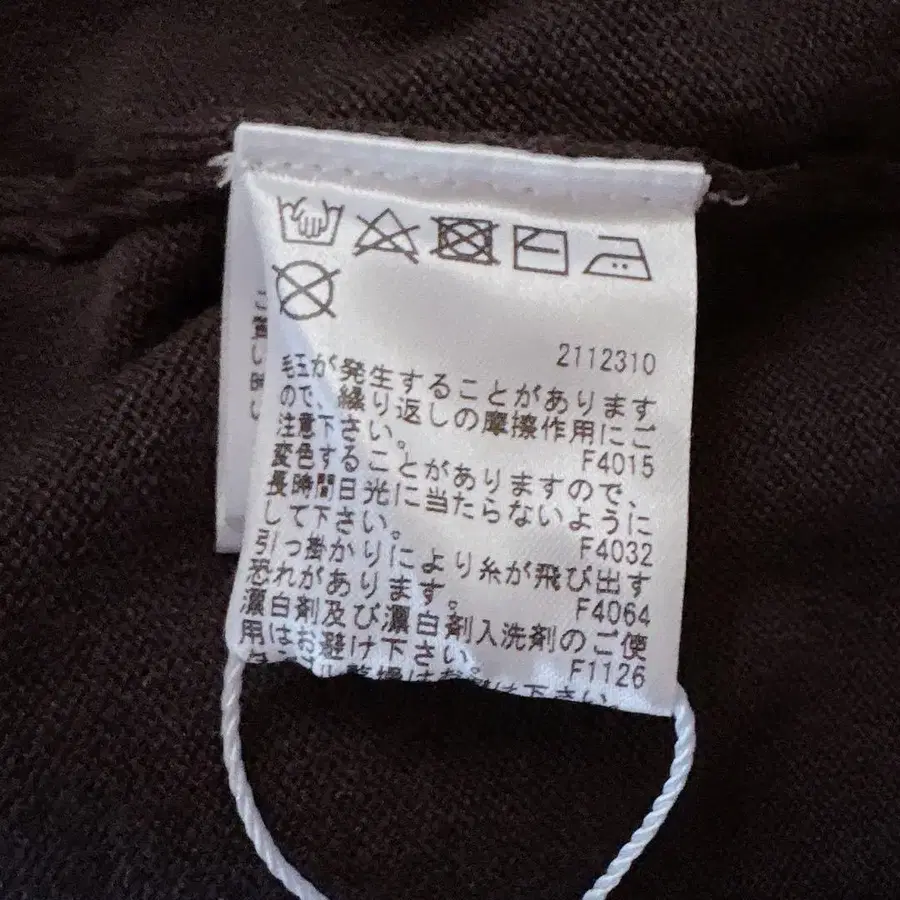 2112310
毛玉が発生することがあります
ので、繰り返しの摩擦作用にご
注意下さい。
F4015
変色することがありますので、
長時間日光に当たらないように
して下さい。
F4032
引っ掛かりにより糸が飛び出す
恐れがあります。
F4064
漂白剤及び漂白剤入洗剤のご使
用はお避け下さい。
F1126